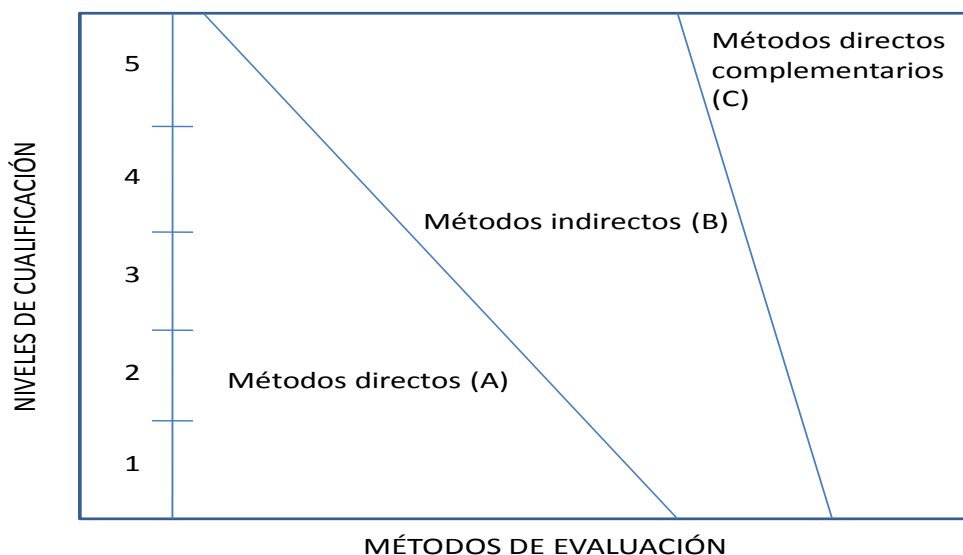 NIVELES DE CUALIFICACIÓN
5
4
3
2
1
Métodos directos
complementarios
(C)
Métodos indirectos (B)
Métodos directos (A)
MÉTODOS DE EVALUACIÓN